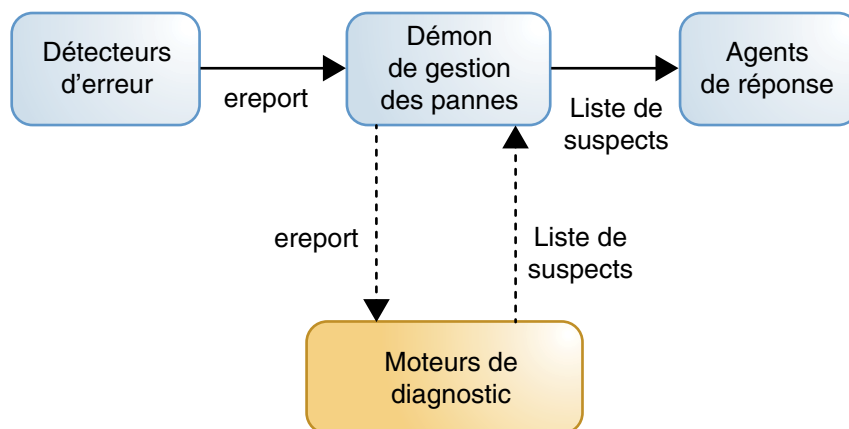 Détecteurs
d'erreur
ereport
Démon
de gestion
des pannes
Liste de
suspects
Agents
de réponse
ereport
Liste de
suspects
Moteurs de
diagnostic